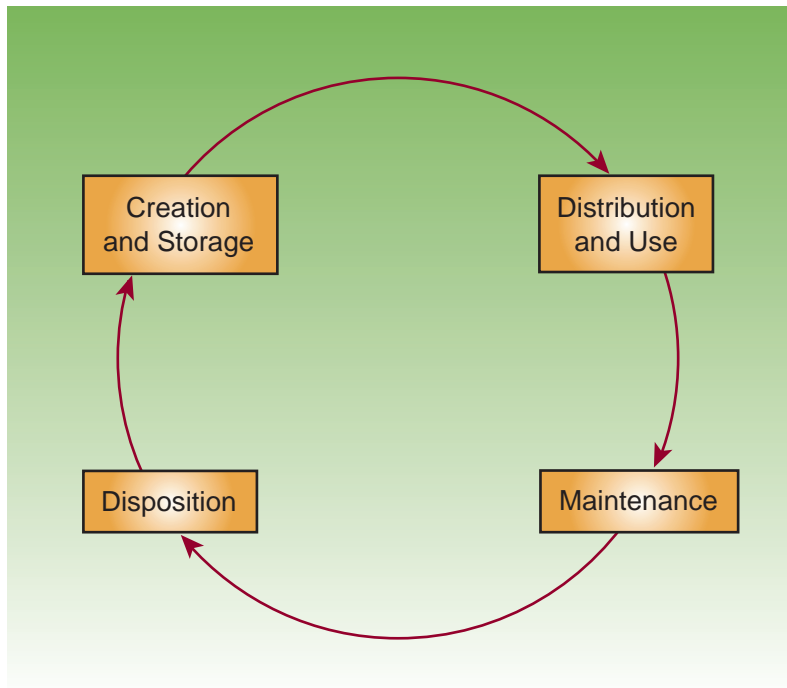 Creation
and Storage
Distribution
and Use
Maintenance
Disposition